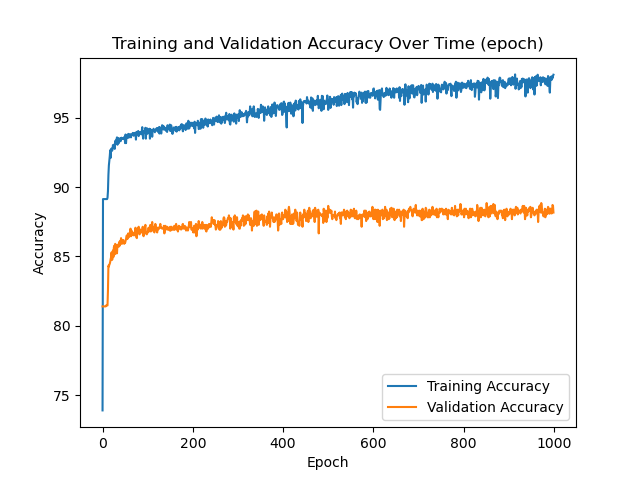 Training and Validation Accuracy Over Time (epoch)
95
90
85
80
75
Accuracy
0 200 400 600 800 1000
Epoch
Training Accuracy
Validation Accuracy